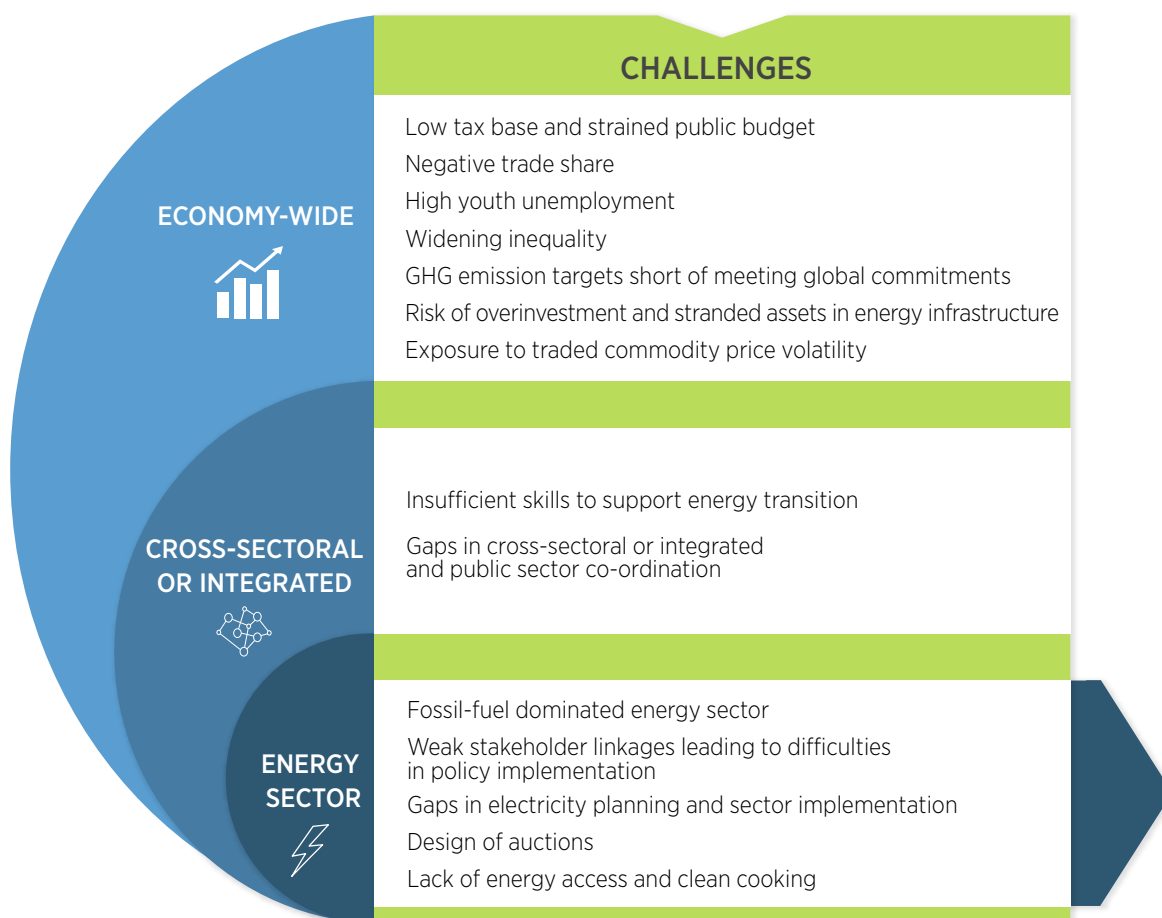 CHALLENGES
ECONOMY-WIDE
Low tax base and strained public budget
Negative trade share
High youth unemployment
Widening inequality
GHG emission targets short of meeting global commitments
Risk of overinvestment and stranded assets in energy infrastructure
Exposure to traded commodity price volatility
CROSS-SECTORAL
OR INTEGRATED
Insufficient skills to support energy transition
Gaps in cross-sectoral or integrated
and public sector co-ordination
ENERGY
SECTOR
Fossil-fuel dominated energy sector
Weak stakeholder linkages leading to difficulties
in policy implementation
Gaps in electricity planning and sector implementation
Design of auctions
Lack of energy access and clean cooking